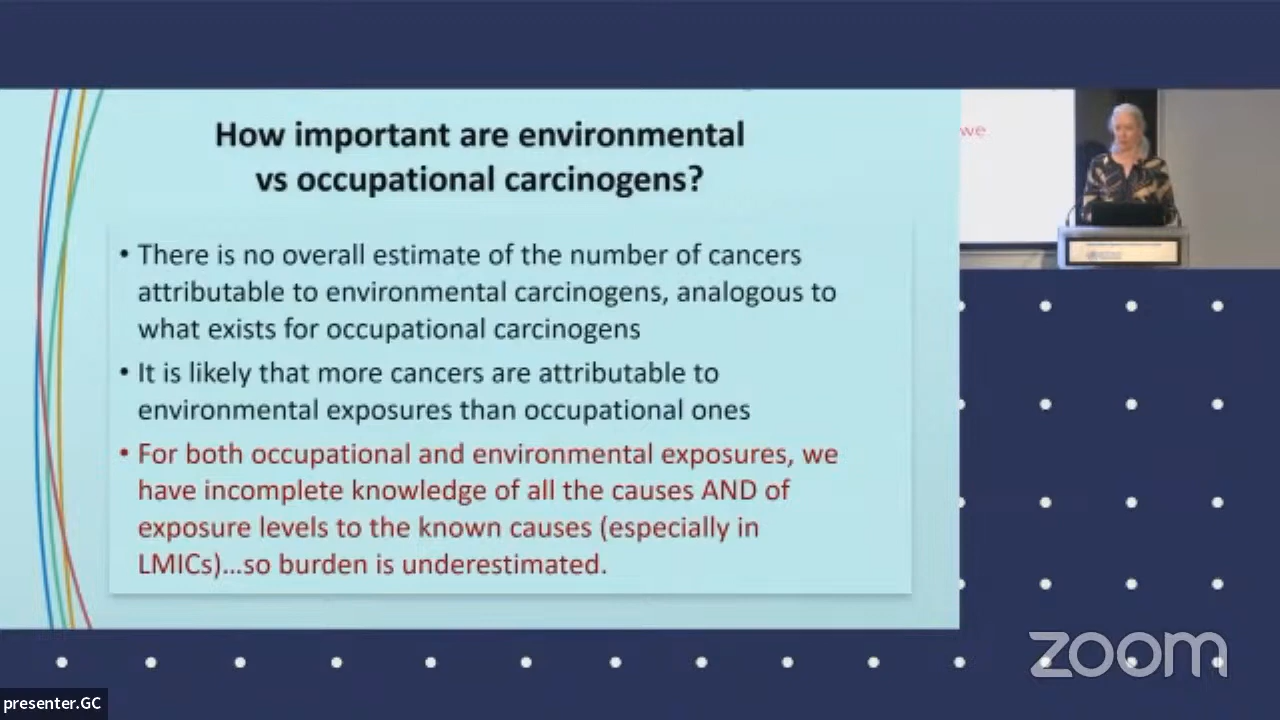 How important are environmental
vs occupational carcinogens?
• There is no overall estimate of the number of cancers
attributable to environmental carcinogens, analogous to
what exists for occupational carcinogens
• It is likely that more cancers are attributable to
environmental exposures than occupational ones
• For both occupational and environmental exposures, we
have incomplete knowledge of all the causes AND of
exposure levels to the known causes (especially in
LMICs)...so burden is underestimated.
we
zoom
presenter.GC